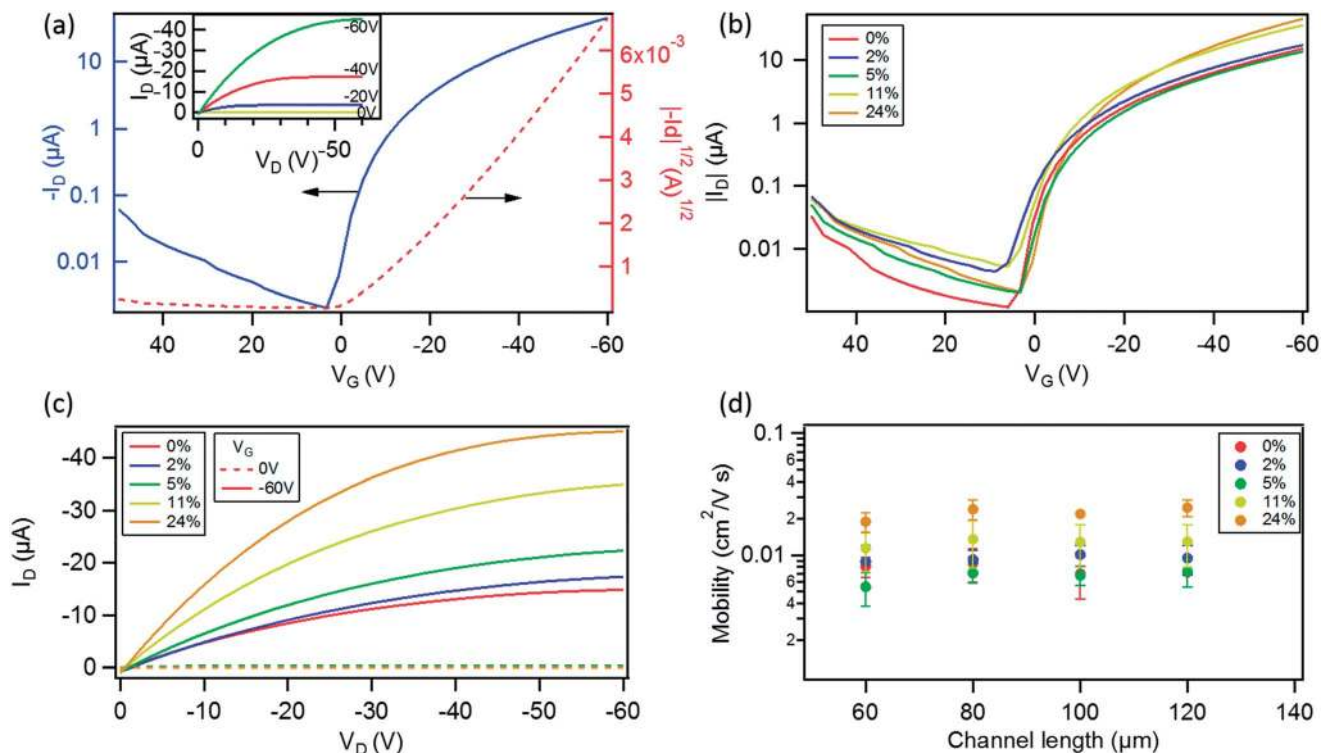 (a)
-40
-30
-20
-10
0
I_D (µA)
-60V
-40V
-20V
0V
0
-50
V_D (V)
10
1
0.1
0.01
-I_D (µA)
6x10^-3
5
4
3
2
1
|-Id|^1/2 (A)^1/2
40 20 0 -20 -40 -60
V_G (V)
(b)
0%
2%
5%
11%
24%
10
1
0.1
0.01
|I_D| (µA)
40 20 0 -20 -40 -60
V_G (V)
(c)
0%
2%
5%
11%
24%
V_G
0V
-60V
-40
-30
-20
-10
0
I_D (µA)
0 -10 -20 -30 -40 -50 -60
V_D (V)
(d)
0%
2%
5%
11%
24%
0.1
6
4
2
0.01
6
4
2
Mobility (cm^2/V s)
60 80 100 120 140
Channel length (µm)